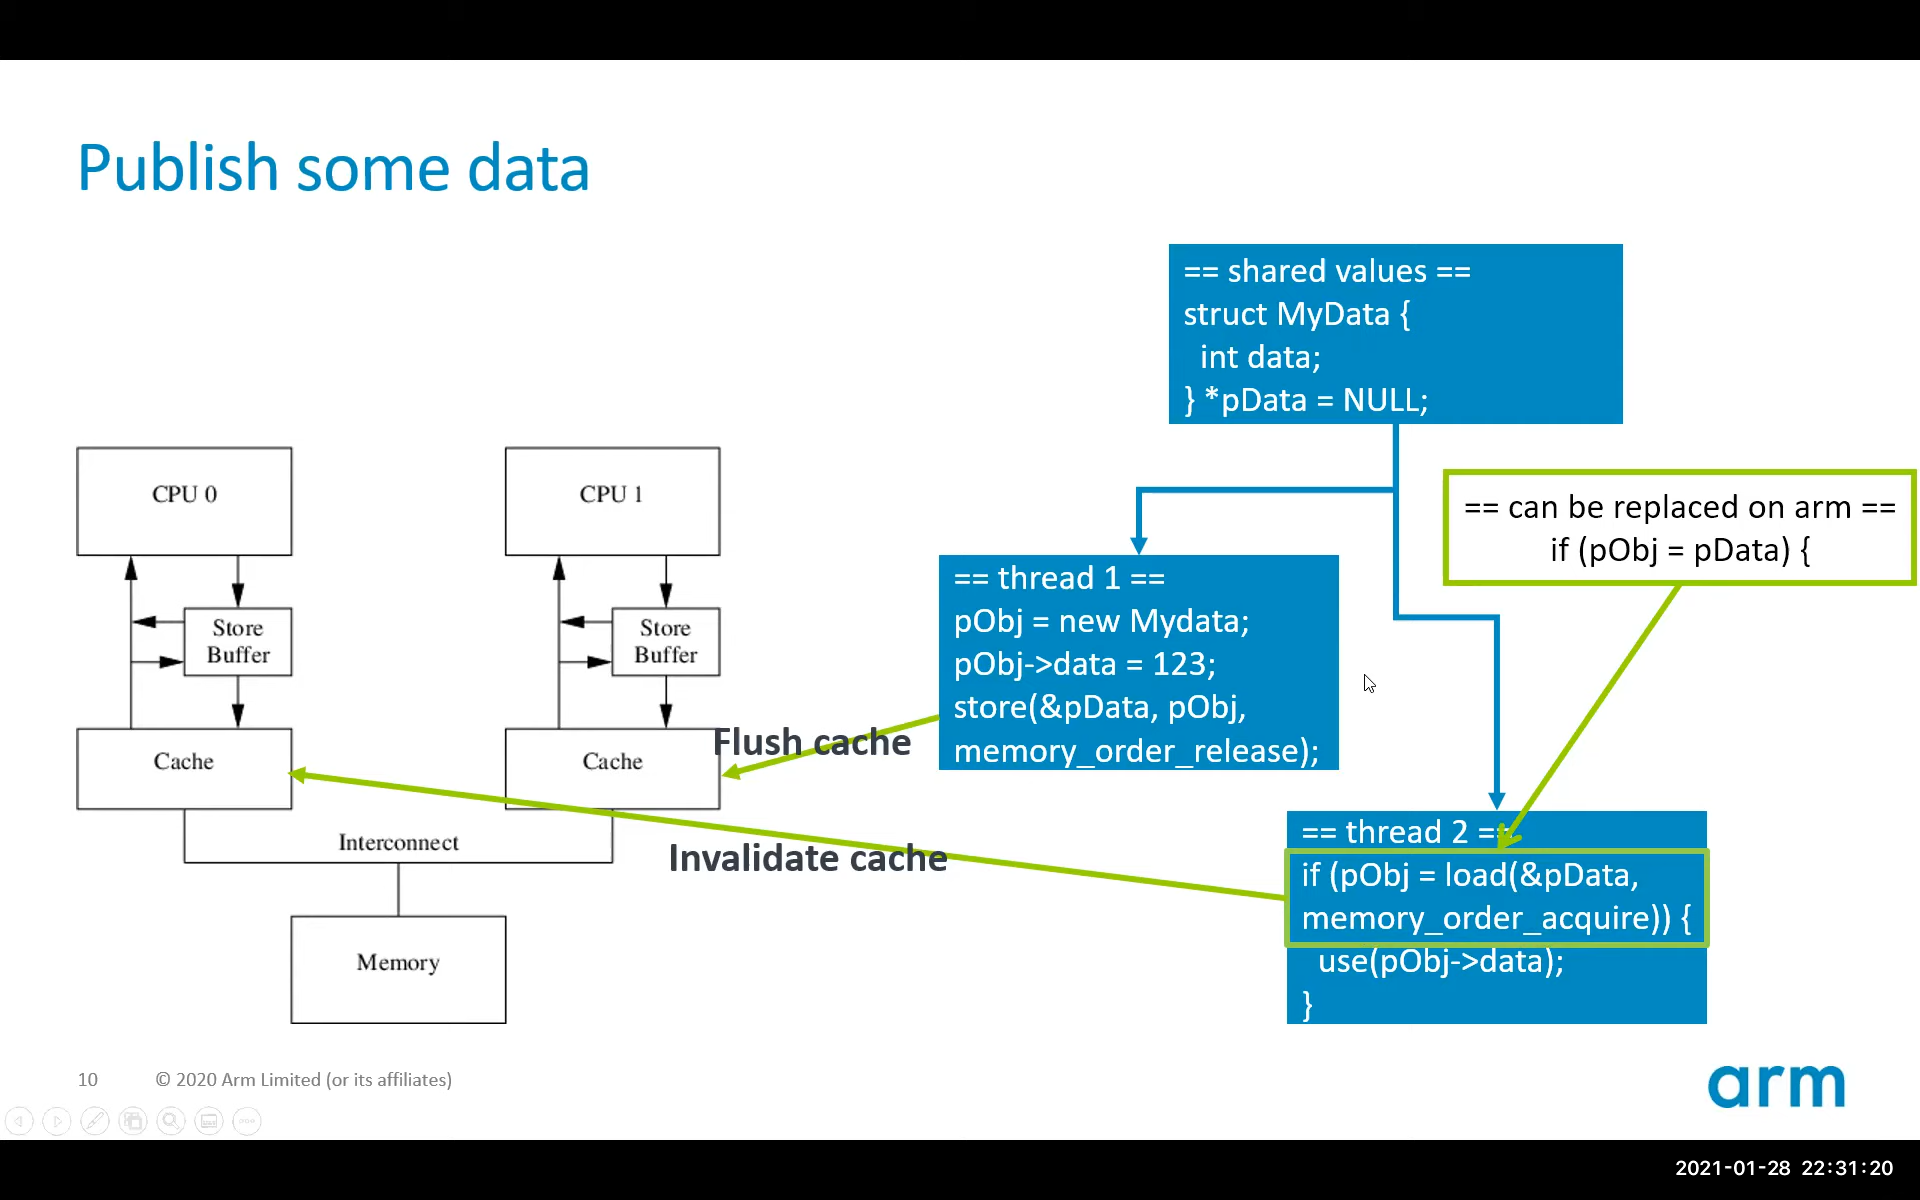 Publish some data
== shared values ==
struct MyData {
int data;
} *pData = NULL;
== can be replaced on arm ==
if (pObj = pData) {
CPU 0
CPU 1
Store
Buffer
Store
Buffer
Cache
Cache
Interconnect
Memory
== thread 1 ==
pObj = new Mydata;
pObj->data = 123;
store(&pData, pObj,
memory_order_release);
Flush cache
Invalidate cache
== thread 2 ==
if (pObj = load(&pData,
memory_order_acquire)) {
use(pObj->data);
}
10
© 2020 Arm Limited (or its affiliates)
arm
2021-01-28 22:31:20